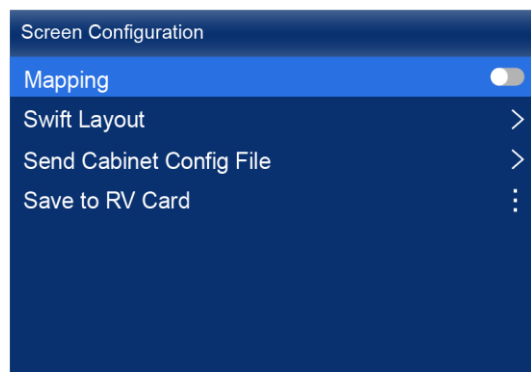 Screen Configuration
Mapping
Swift Layout
Send Cabinet Config File
Save to RV Card